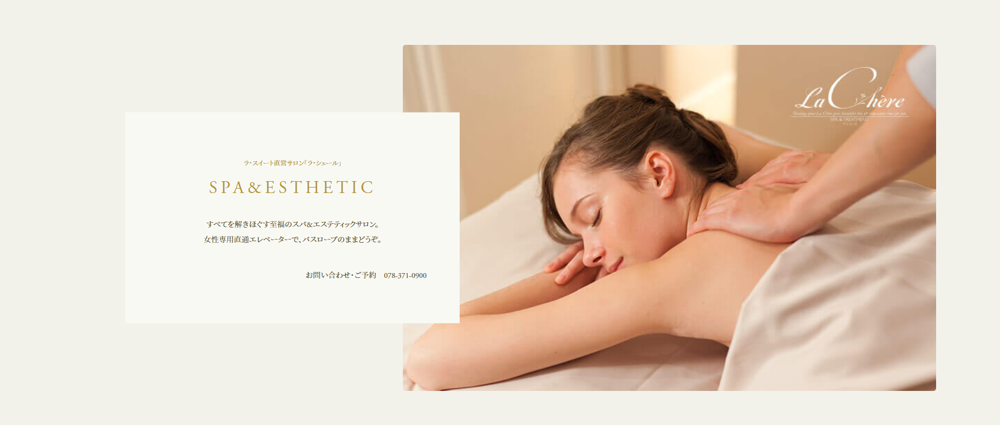 ラ・スイート直営サロン「ラ・シェール」
SPA&ESTHETIC
すべてを解きほぐす至福のスパ&エステティックサロン。
女性専用直通エレベーターで、バスローブのままどうぞ。
お問い合わせ・ご予約　078-371-0900
La Chère
SPA & TREATMENT